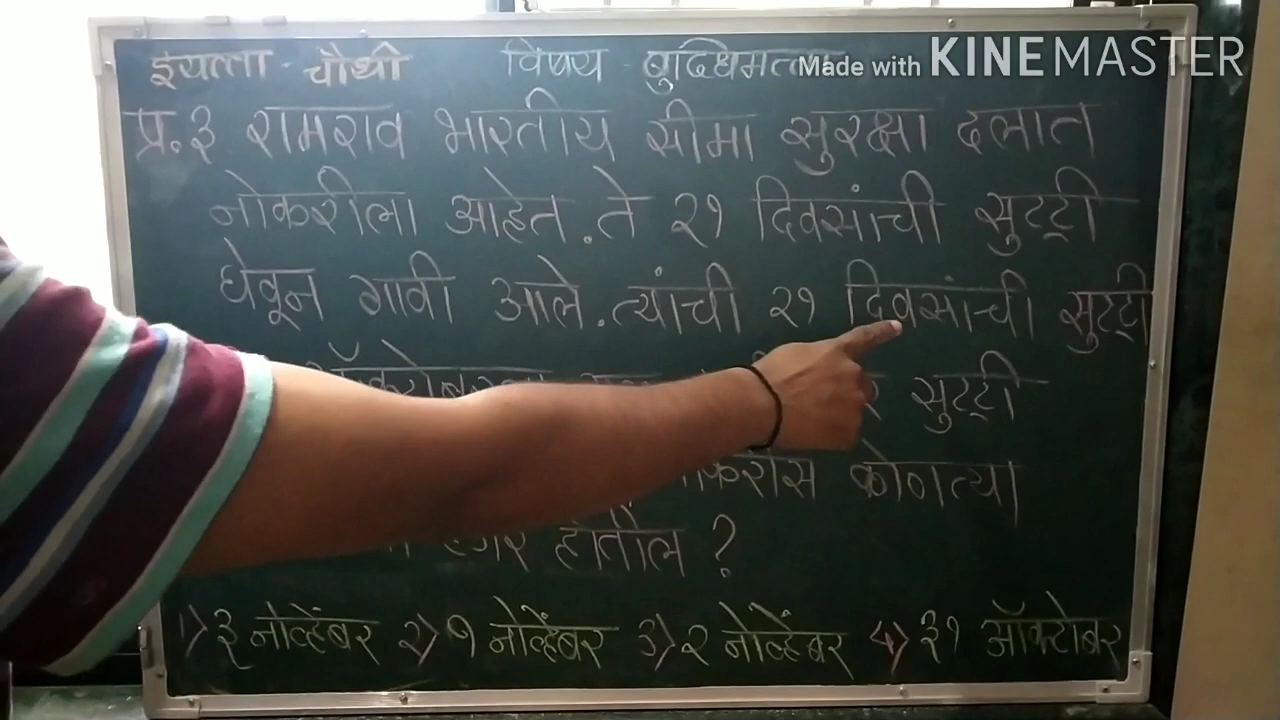 इयत्ता चौथी विषय बुद्धिमत्ता
Made with KINEMASTER
प्र.३ रामराव भारतीय सीमा सुरक्षा दलात
नोकरीला आहेत. ते २१ दिवसांची सुट्टी
घेवून गावी आले. त्यांची २१ दिवसांची सुट्टी
सुट्टी
कोणत्या
होतील ?
१) ३ नोव्हेंबर २) १ नोव्हेंबर ३) २ नोव्हेंबर ४) ३१ ऑक्टोबर